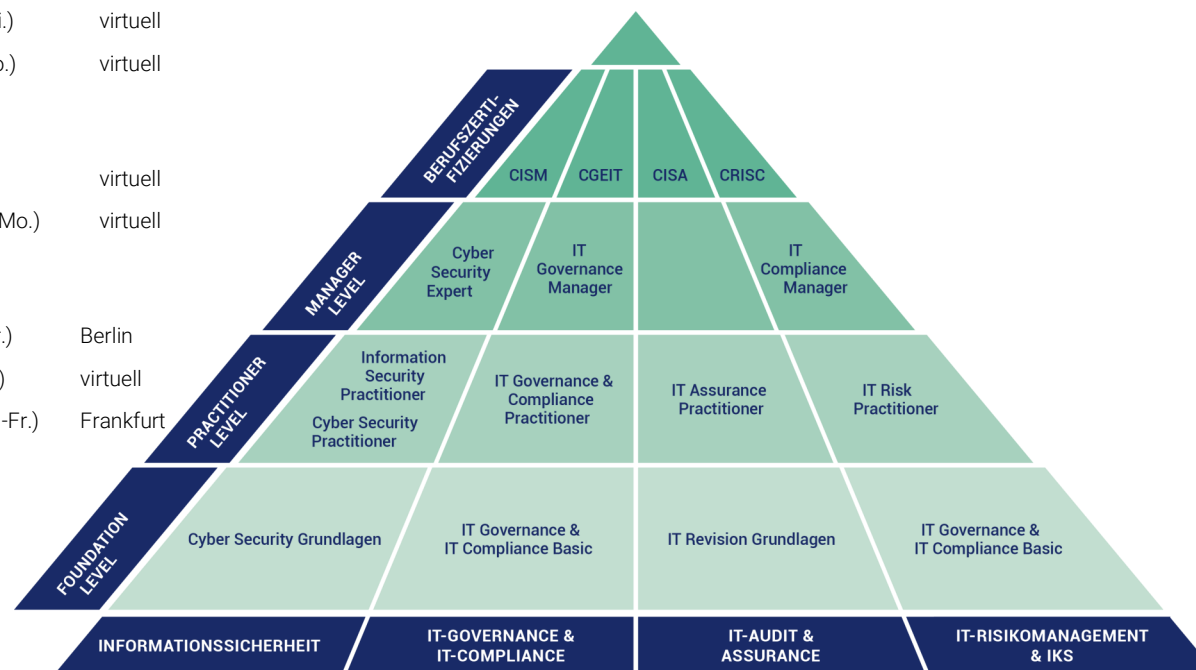 i.) virtuell
o.) virtuell
virtuell
Mo.) virtuell
r.) Berlin
) virtuell
-Fr.) Frankfurt
BERUFSZERTI-
FIZIERUNGEN
CISM
CGEIT
CISA
CRISC
MANAGER
LEVEL
Cyber
Security
Expert
IT
Governance
Manager
IT
Compliance
Manager
PRACTITIONER
LEVEL
Information
Security
Practitioner
Cyber Security
Practitioner
IT Governance &
Compliance
Practitioner
IT Assurance
Practitioner
IT Risk
Practitioner
FOUNDATION
LEVEL
Cyber Security Grundlagen
IT Governance &
IT Compliance Basic
IT Revision Grundlagen
IT Governance &
IT Compliance Basic
INFORMATIONSSICHERHEIT
IT-GOVERNANCE &
IT-COMPLIANCE
IT-AUDIT &
ASSURANCE
IT-RISIKOMANAGEMENT
& IKS